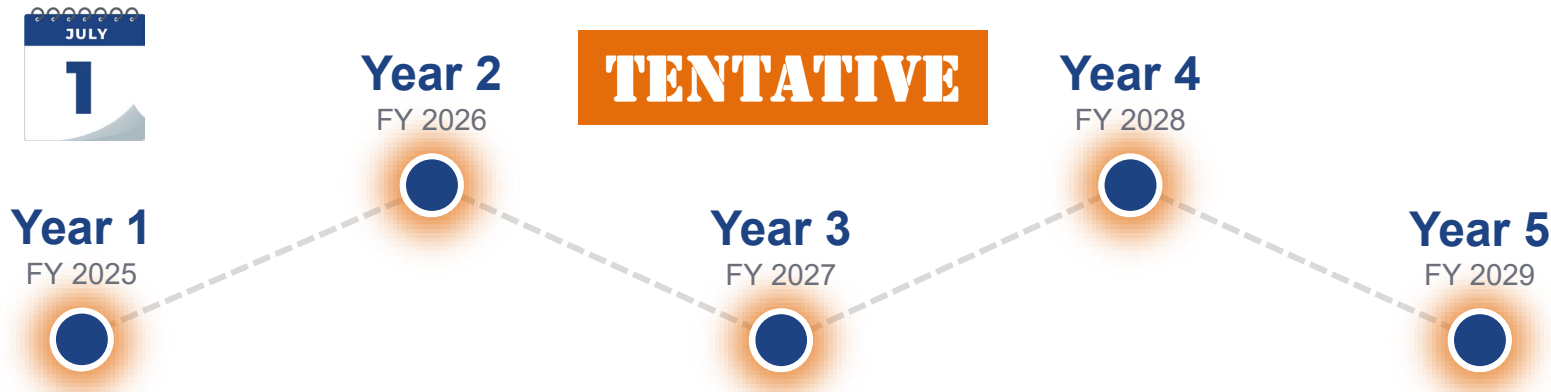 JULY
1
Year 1
FY 2025
Year 2
FY 2026
TENTATIVE
Year 3
FY 2027
Year 4
FY 2028
Year 5
FY 2029